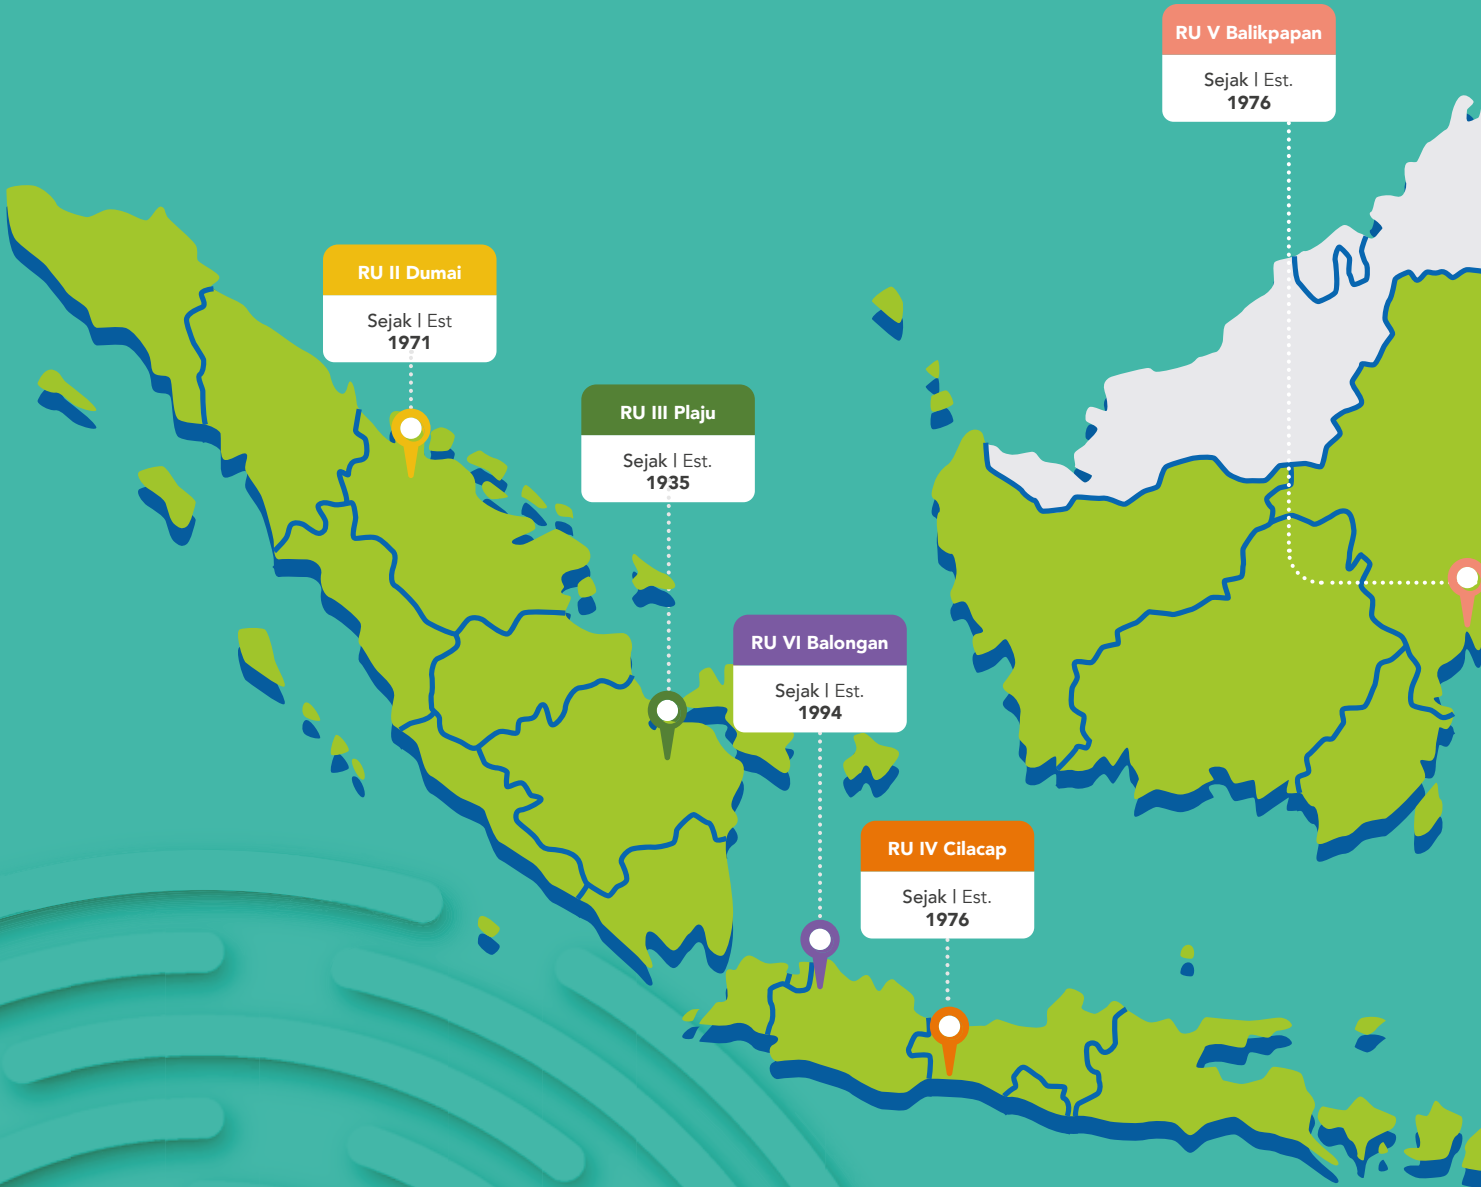 RU V Balikpapan
Sejak | Est.
1976
RU II Dumai
Sejak | Est
1971
RU III Plaju
Sejak | Est.
1935
RU VI Balongan
Sejak | Est.
1994
RU IV Cilacap
Sejak | Est.
1976